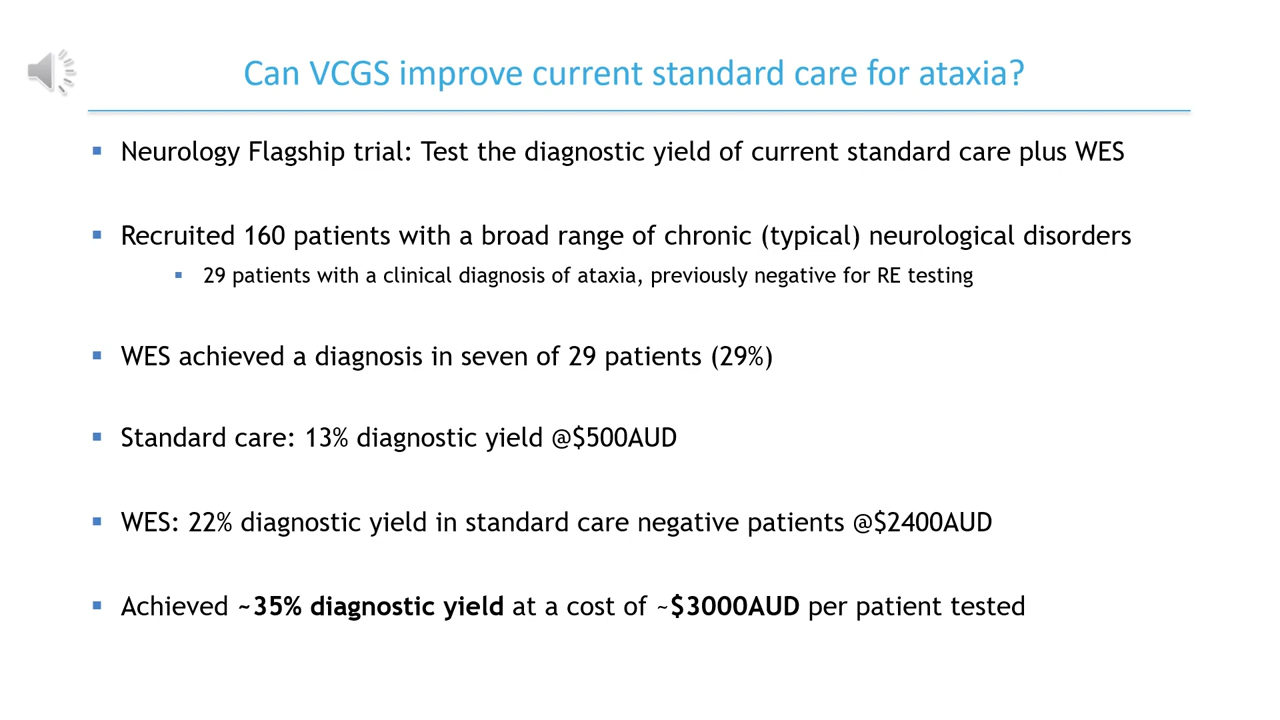 Can VCGS improve current standard care for ataxia?
Neurology Flagship trial: Test the diagnostic yield of current standard care plus WES
Recruited 160 patients with a broad range of chronic (typical) neurological disorders
29 patients with a clinical diagnosis of ataxia, previously negative for RE testing
WES achieved a diagnosis in seven of 29 patients (29%)
Standard care: 13% diagnostic yield @$500AUD
WES: 22% diagnostic yield in standard care negative patients @$2400AUD
Achieved ~35% diagnostic yield at a cost of ~$3000AUD per patient tested